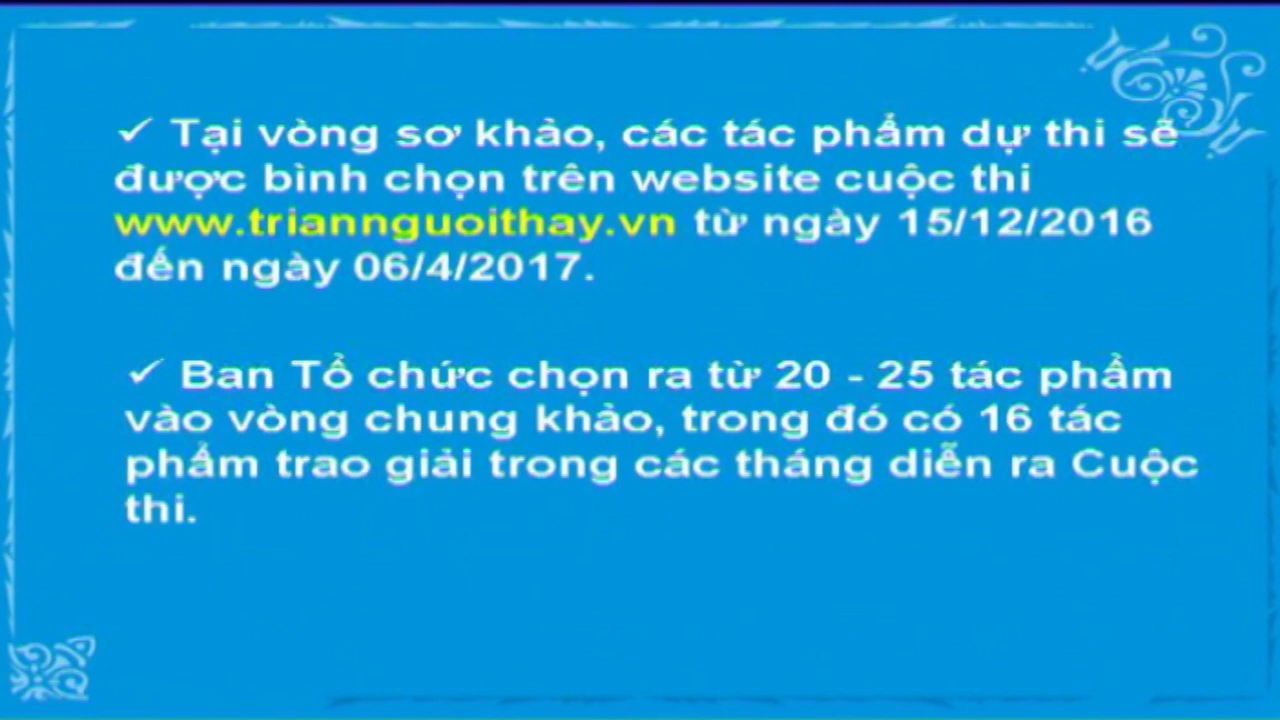 ✓ Tại vòng sơ khảo, các tác phẩm dự thi sẽ
được bình chọn trên website cuộc thi
www.triannguoithay.vn từ ngày 15/12/2016
đến ngày 06/4/2017.
✓ Ban Tổ chức chọn ra từ 20 - 25 tác phẩm
vào vòng chung khảo, trong đó có 16 tác
phẩm trao giải trong các tháng diễn ra Cuộc
thi.